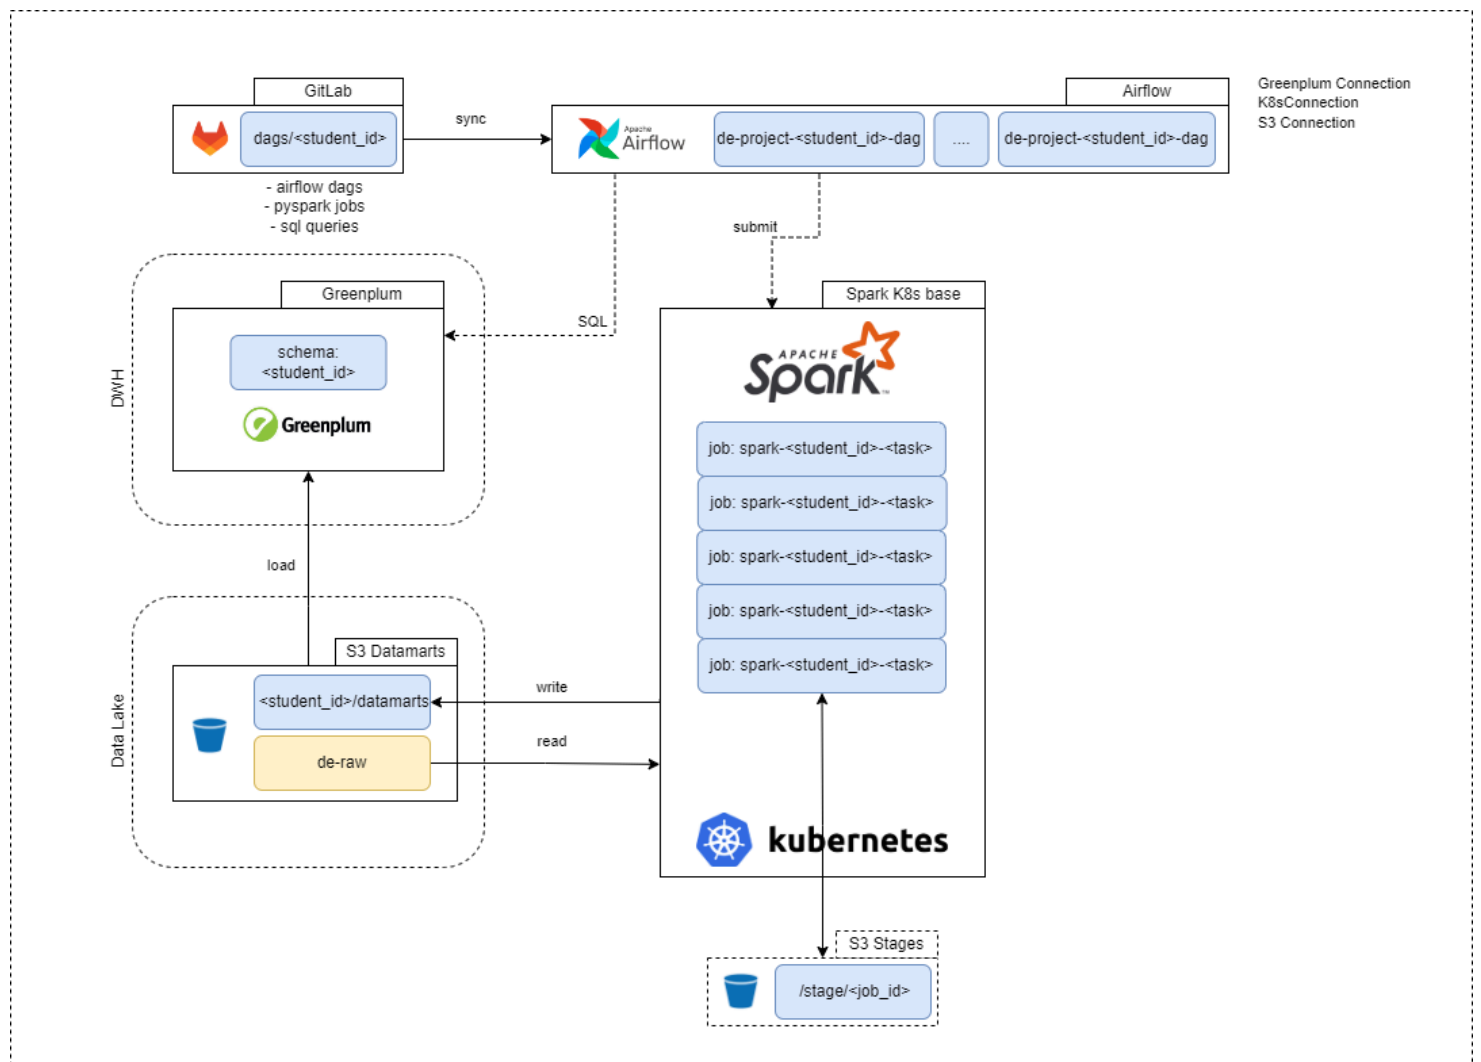 GitLab
dags/<student_id>
- airflow dags
- pyspark jobs
- sql queries
sync
Airflow
Apache
Airflow
de-project-<student_id>-dag
....
de-project-<student_id>-dag
Greenplum Connection
K8sConnection
S3 Connection
submit
SQL
DWH
Greenplum
schema:
<student_id>
Greenplum
load
Data Lake
S3 Datamarts
<student_id>/datamarts
de-raw
write
read
Spark K8s base
APACHE
Spark™
job: spark-<student_id>-<task>
job: spark-<student_id>-<task>
job: spark-<student_id>-<task>
job: spark-<student_id>-<task>
job: spark-<student_id>-<task>
kubernetes
S3 Stages
/stage/<job_id>